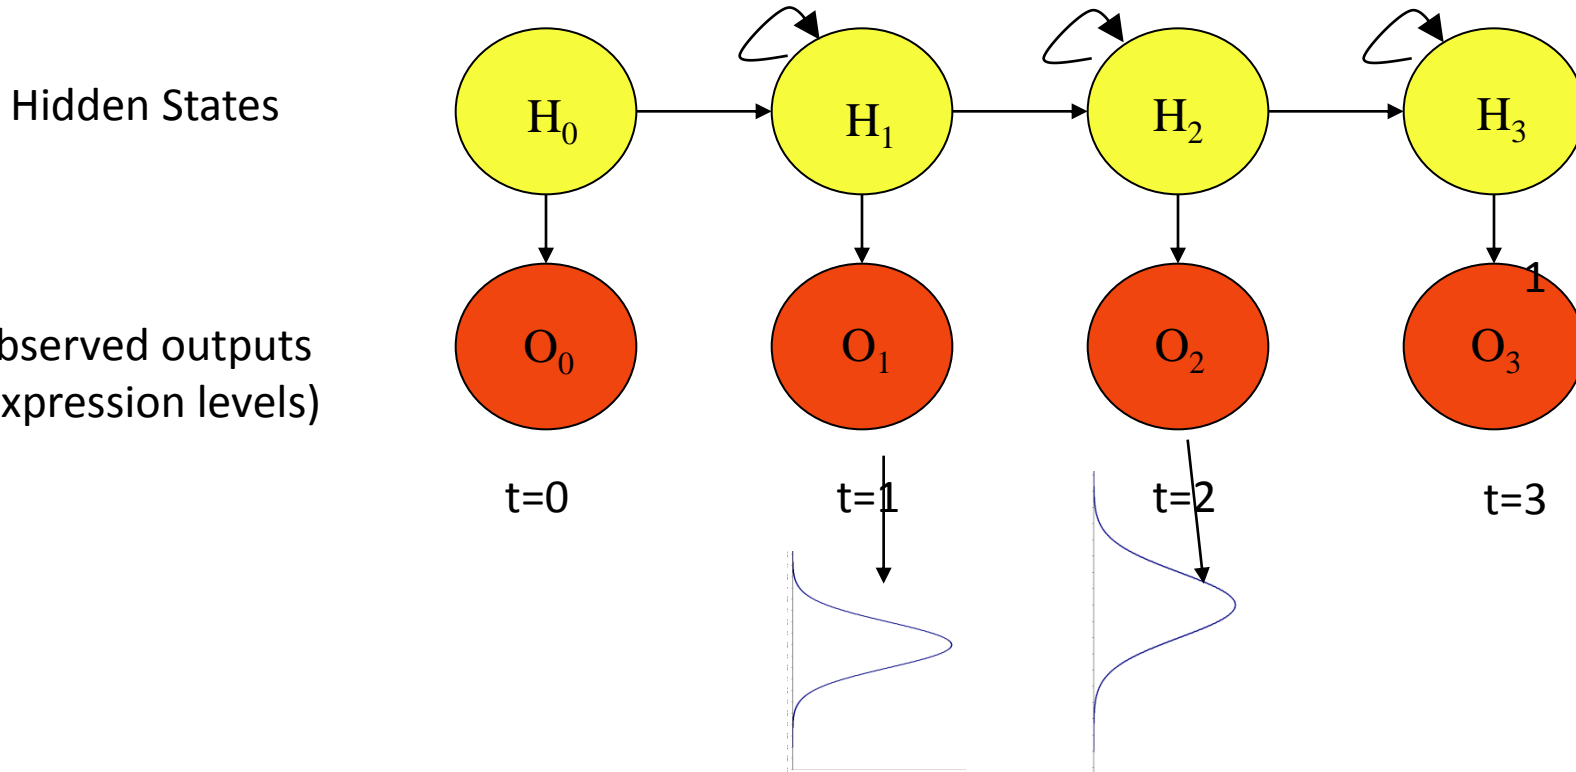 Hidden States
H₀ H₁ H₂ H₃
1
bserved outputs
xpression levels)
O₀ O₁ O₂ O₃
t=0 t=1 t=2 t=3